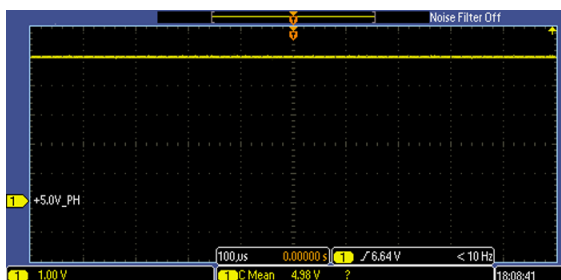 Noise Filter Off
1 +5.0V_PH
100µs 0.00000 s 1 6.64 V < 10 Hz
1 1.00 V 1 C Mean 4.98 V ? 18:08:41